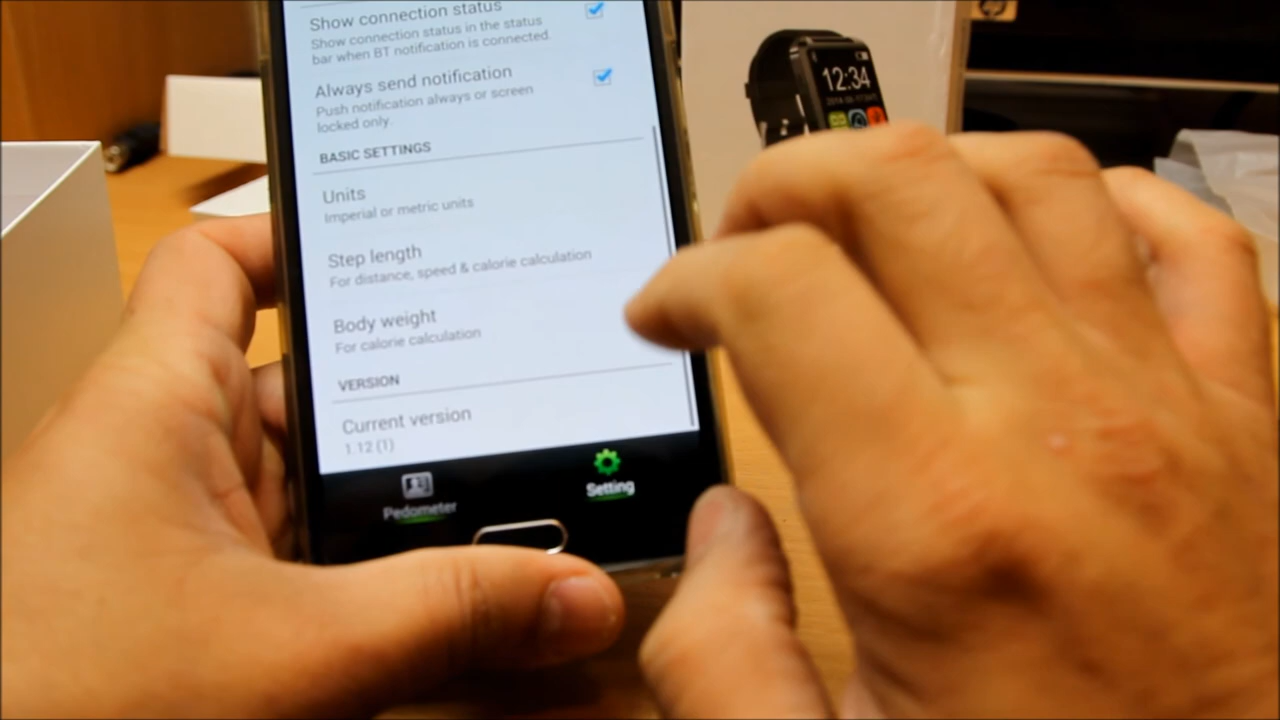 Show connection status
Show connection status in the status
bar when BT notification is connected.
Always send notification
Push notification always or screen
locked only.
BASIC SETTINGS
Units
Imperial or metric units
Step length
For distance, speed & calorie calculation
Body weight
For calorie calculation
VERSION
Current version
1.12 (1)
Pedometer
Setting
12:34